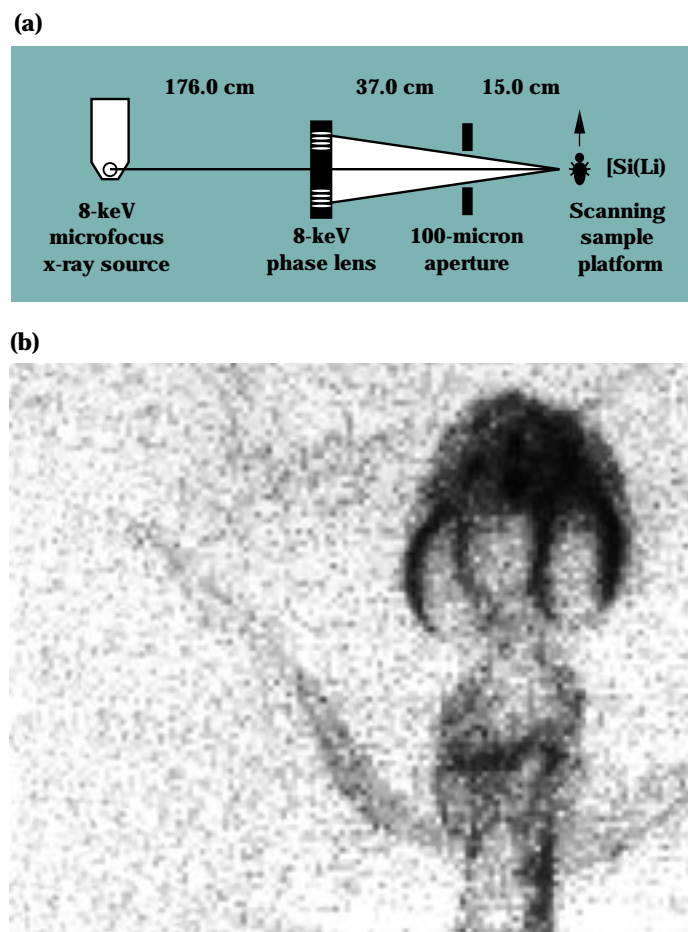 (a)
176.0 cm 37.0 cm 15.0 cm
[Si(Li)
8-keV
microfocus
x-ray source
8-keV
phase lens
100-micron
aperture
Scanning
sample
platform
(b)